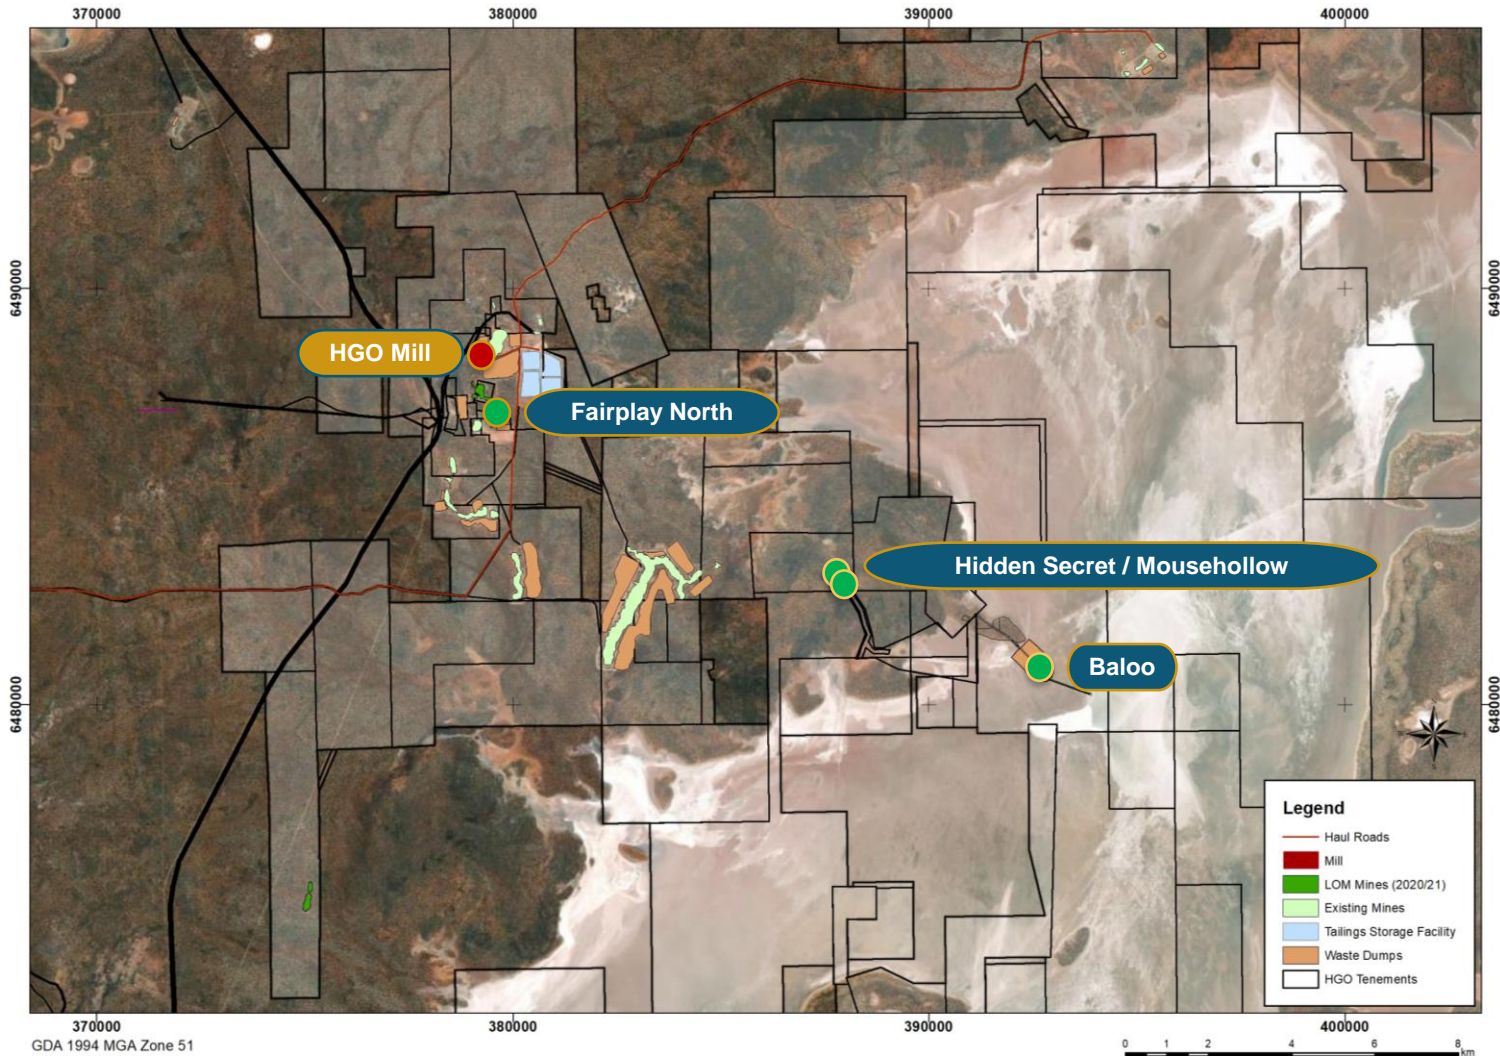 370000
380000
390000
400000
6490000
6490000
HGO Mill
Fairplay North
Hidden Secret / Mousehollow
Baloo
6480000
6480000
Legend
Haul Roads
Mill
LOM Mines (2020/21)
Existing Mines
Tailings Storage Facility
Waste Dumps
HGO Tenements
370000
380000
390000
400000
GDA 1994 MGA Zone 51
0 1 2 4 6 8
km